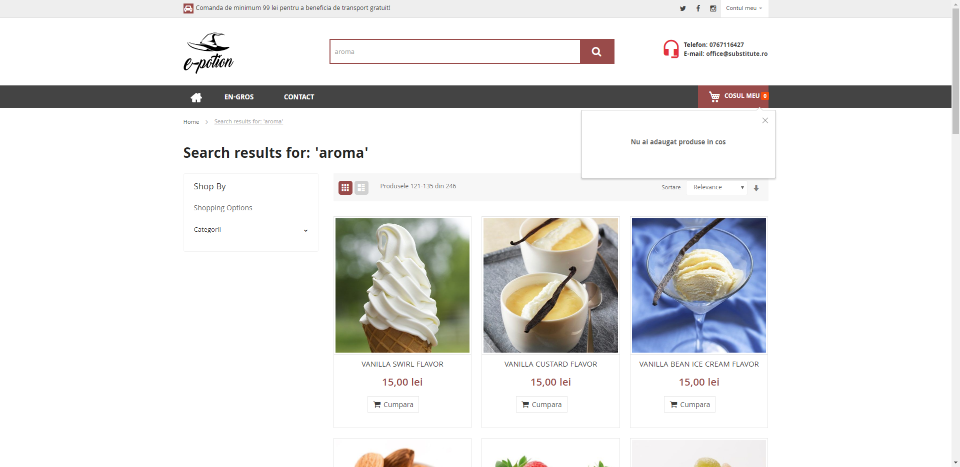 Comanda de minimum 99 lei pentru a beneficia de transport gratuit!
Contul meu
e-potion
aroma
Telefon: 0767116427
E-mail: office@substitute.ro
EN-GROS
CONTACT
COSUL MEU 0
Home > Search results for: 'aroma'
Nu ai adaugat produse in cos
Search results for: 'aroma'
Shop By
Shopping Options
Categorii
Produsele 121-135 din 246
Sortare
Relevance
VANILLA SWIRL FLAVOR
15,00 lei
Cumpara
VANILLA CUSTARD FLAVOR
15,00 lei
Cumpara
VANILLA BEAN ICE CREAM FLAVOR
15,00 lei
Cumpara